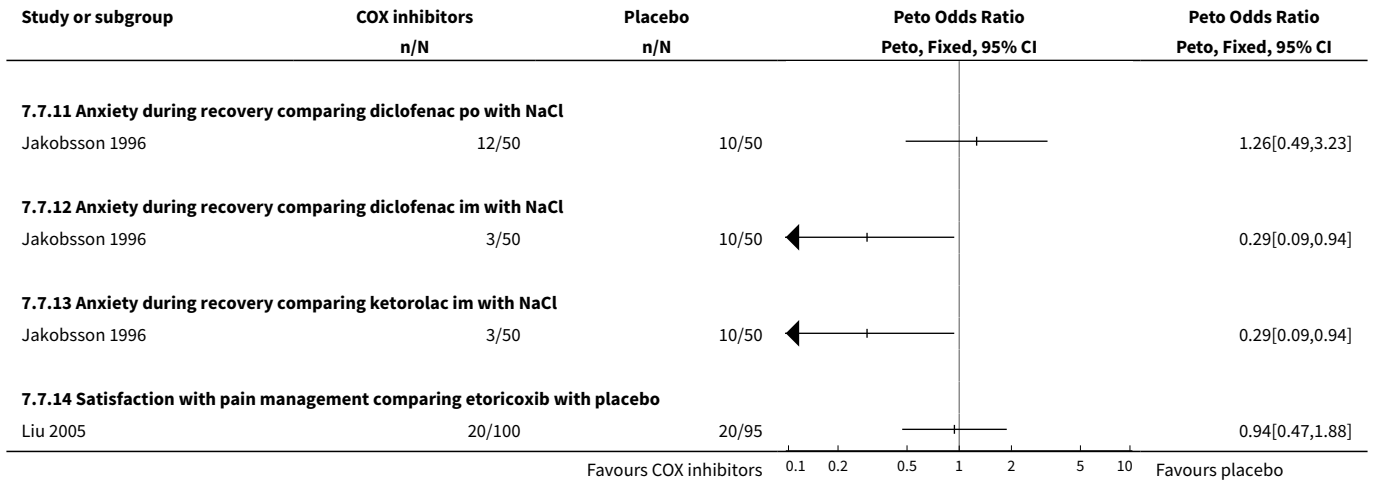 Study or subgroup COX inhibitors Placebo Peto Odds Ratio Peto Odds Ratio
n/N n/N Peto, Fixed, 95% CI Peto, Fixed, 95% CI
7.7.11 Anxiety during recovery comparing diclofenac po with NaCl
Jakobsson 1996 12/50 10/50 1.26[0.49,3.23]
7.7.12 Anxiety during recovery comparing diclofenac im with NaCl
Jakobsson 1996 3/50 10/50 0.29[0.09,0.94]
7.7.13 Anxiety during recovery comparing ketorolac im with NaCl
Jakobsson 1996 3/50 10/50 0.29[0.09,0.94]
7.7.14 Satisfaction with pain management comparing etoricoxib with placebo
Liu 2005 20/100 20/95 0.94[0.47,1.88]
Favours COX inhibitors 0.1 0.2 0.5 1 2 5 10 Favours placebo